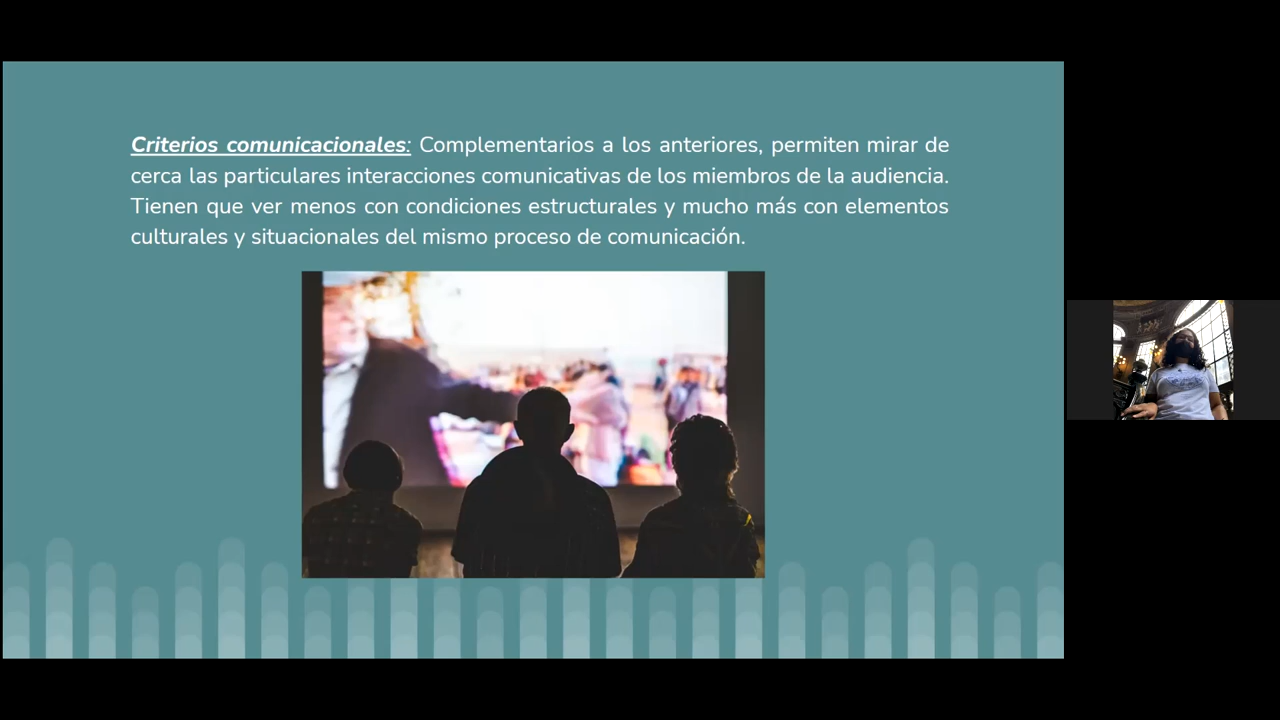 Criterios comunicacionales: Complementarios a los anteriores, permiten mirar de
cerca las particulares interacciones comunicativas de los miembros de la audiencia.
Tienen que ver menos con condiciones estructurales y mucho más con elementos
culturales y situacionales del mismo proceso de comunicación.